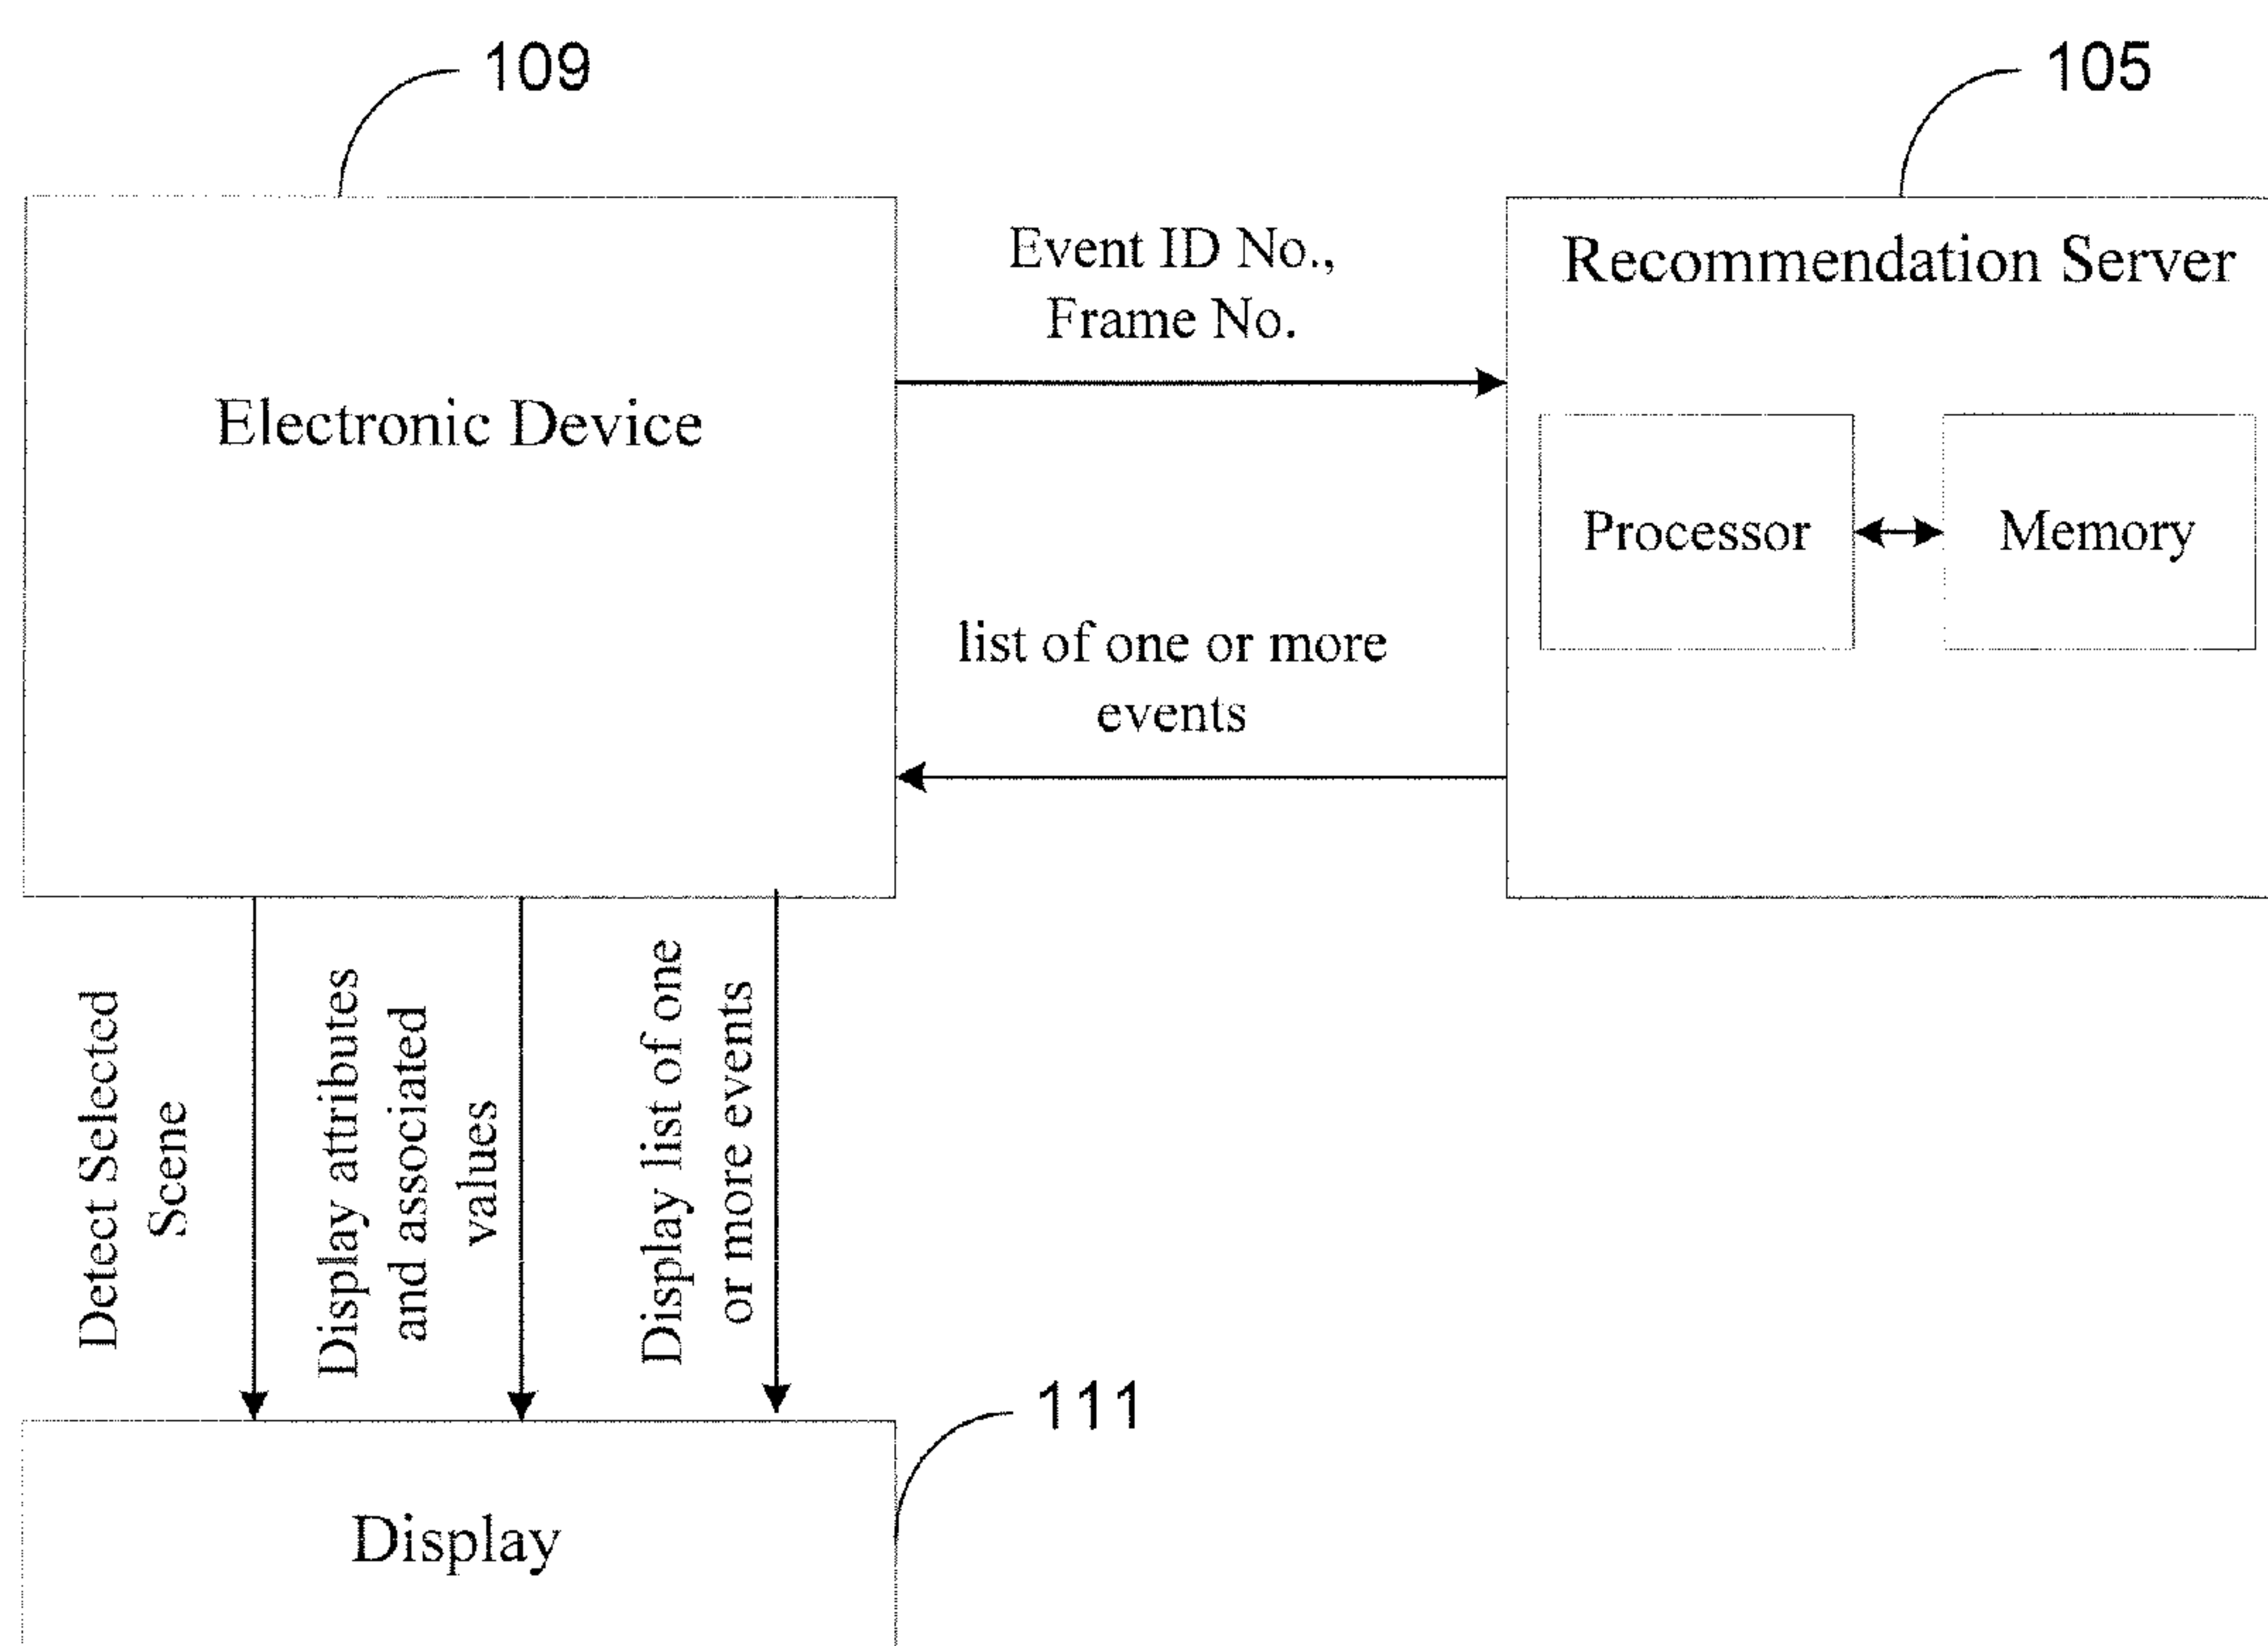 109
105
Event ID No.,
Frame No.
Recommendation Server
Electronic Device
Processor
Memory
list of one or more
events
Detect Selected
Scene
Display attributes
and associated
values
Display list of one
or more events
111
Display